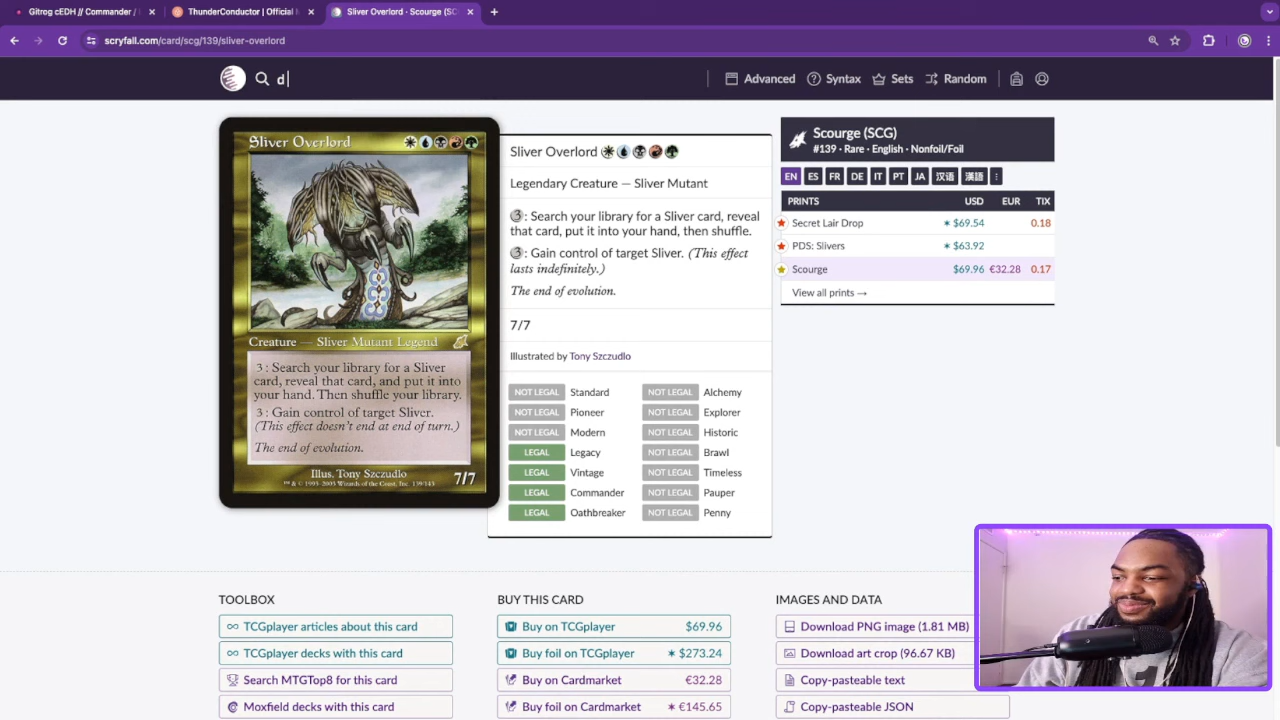 Gitrog cEDH // Commander /
ThunderConductor | Official
Sliver Overlord · Scourge (SC
scryfall.com/card/scg/139/sliver-overlord
d
Advanced
Syntax
Sets
Random
Sliver Overlord
Creature — Sliver Mutant Legend
3: Search your library for a Sliver
card, reveal that card, and put it into
your hand. Then shuffle your library.
3: Gain control of target Sliver.
(This effect doesn't end at end of turn.)
The end of evolution.
Illus. Tony Szczudlo
™ & © 1993-2003 Wizards of the Coast, Inc. 139/143
7/7
Sliver Overlord
Legendary Creature — Sliver Mutant
3: Search your library for a Sliver card, reveal
that card, put it into your hand, then shuffle.
3: Gain control of target Sliver. (This effect
lasts indefinitely.)
The end of evolution.
7/7
Illustrated by Tony Szczudlo
NOT LEGAL Standard NOT LEGAL Alchemy
NOT LEGAL Pioneer NOT LEGAL Explorer
NOT LEGAL Modern NOT LEGAL Historic
LEGAL Legacy NOT LEGAL Brawl
LEGAL Vintage NOT LEGAL Timeless
LEGAL Commander NOT LEGAL Pauper
LEGAL Oathbreaker NOT LEGAL Penny
Scourge (SCG)
#139 · Rare · English · Nonfoil/Foil
EN ES FR DE IT PT JA 汉语 漢語
PRINTS USD EUR TIX
Secret Lair Drop ✶ $69.54 0.18
PDS: Slivers ✶ $63.92
Scourge $69.96 €32.28 0.17
View all prints →
TOOLBOX
TCGplayer articles about this card
TCGplayer decks with this card
Search MTGTop8 for this card
Moxfield decks with this card
BUY THIS CARD
Buy on TCGplayer $69.96
Buy foil on TCGplayer ✶ $273.24
Buy on Cardmarket €32.28
Buy foil on Cardmarket ✶ €145.65
IMAGES AND DATA
Download PNG image (1.81 MB)
Download art crop (96.67 KB)
Copy-pasteable text
Copy-pasteable JSON